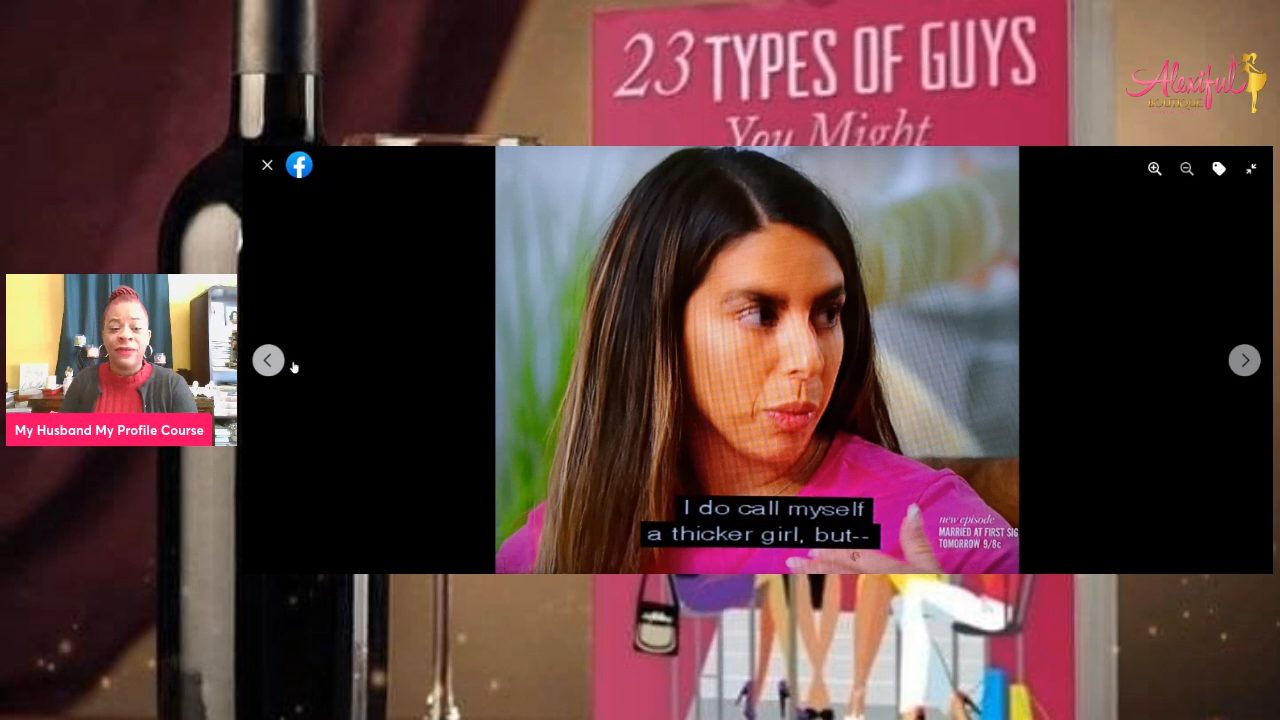 23 TYPES OF GUYS
You Might
Alexiful
BOUTIQUE
My Husband My Profile Course
I do call myself
a thicker girl, but--
new episode
MARRIED AT FIRST SIG
TOMORROW 9/8c